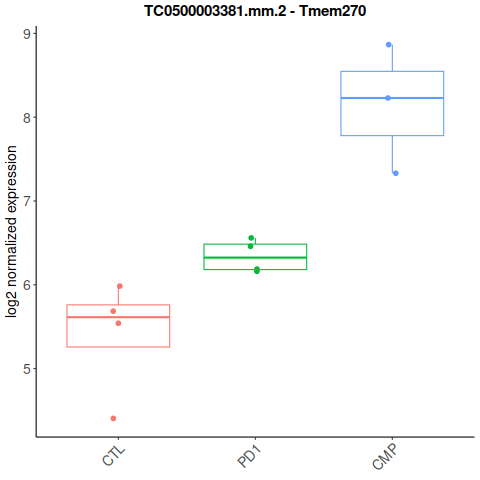 TC0500003381.mm.2 - Tmem270
log2 normalized expression
9
8
7
6
5
CTL
PD1
CMP